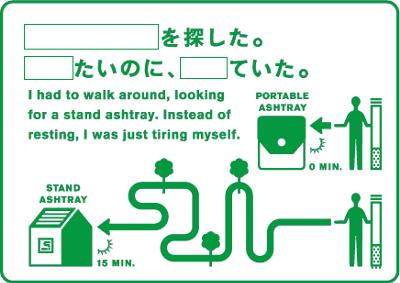 を探した。
たいのに、ていた。
I had to walk around, looking
for a stand ashtray. Instead of
resting, I was just tiring myself.
PORTABLE
ASHTRAY
0 MIN.
STAND
ASHTRAY
S
15 MIN.